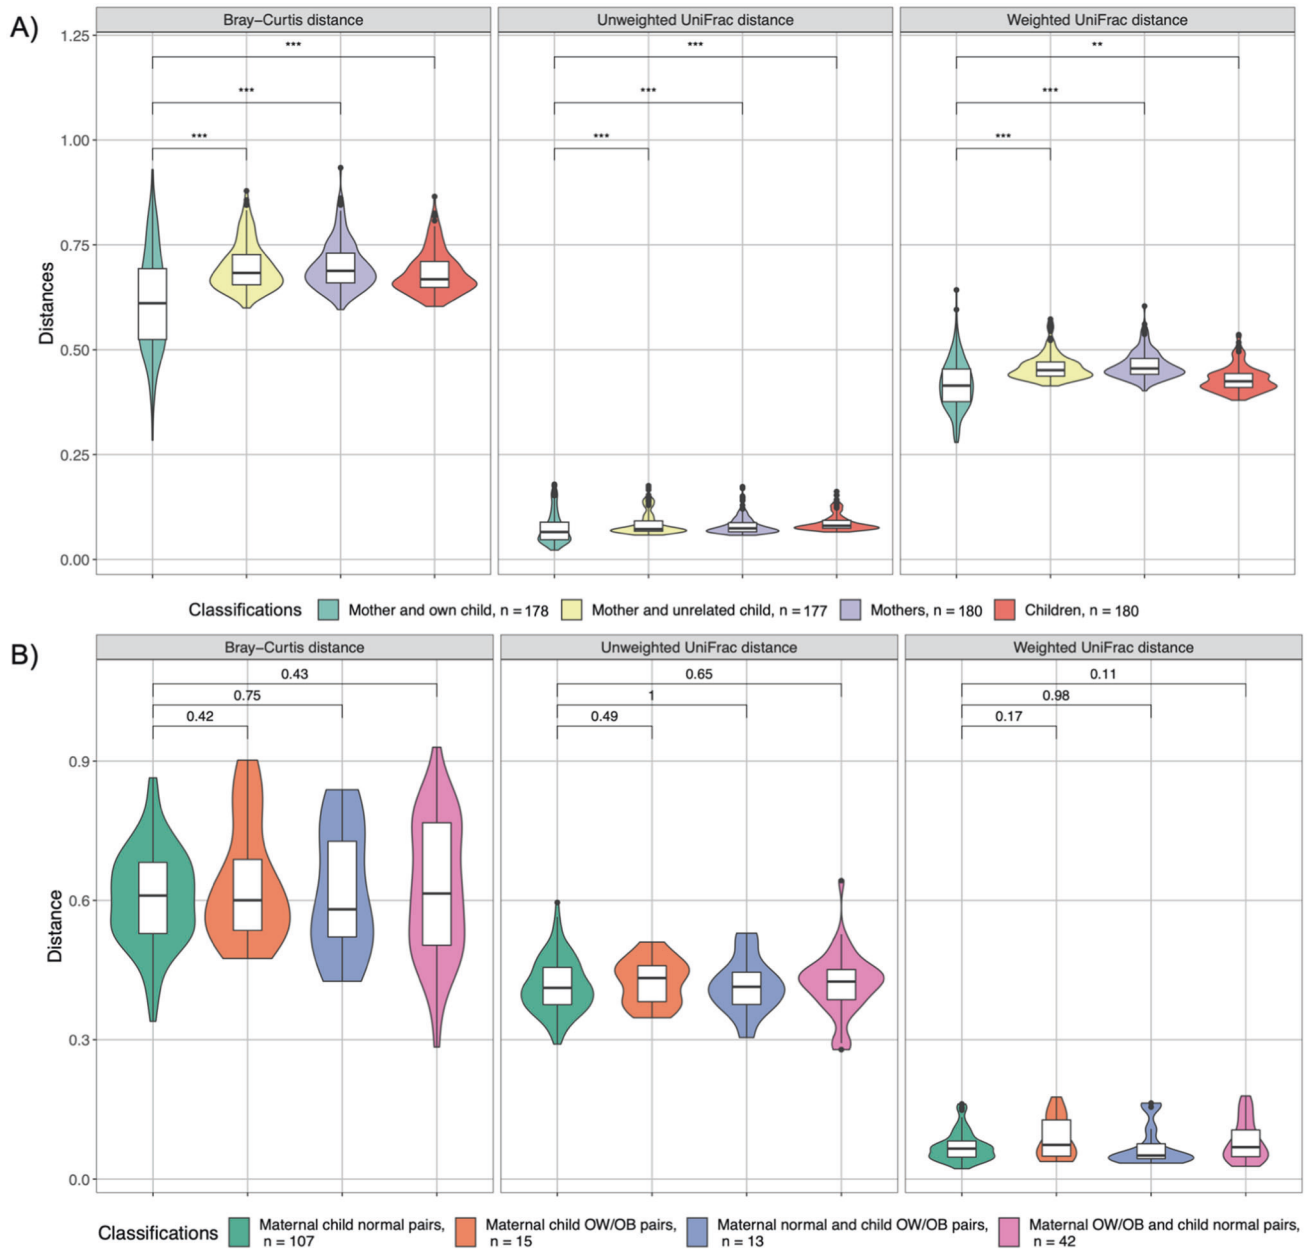 A)
Bray−Curtis distance
Unweighted UniFrac distance
Weighted UniFrac distance
1.25
***
***
**
***
***
***
***
***
***
1.00
0.75
Distances
0.50
0.25
0.00
Classifications
Mother and own child, n = 178
Mother and unrelated child, n = 177
Mothers, n = 180
Children, n = 180
B)
Bray−Curtis distance
Unweighted UniFrac distance
Weighted UniFrac distance
0.43
0.65
0.11
0.75
1
0.98
0.42
0.49
0.17
0.9
0.6
Distance
0.3
0.0
Classifications
Maternal child normal pairs,
n = 107
Maternal child OW/OB pairs,
n = 15
Maternal normal and child OW/OB pairs,
n = 13
Maternal OW/OB and child normal pairs,
n = 42